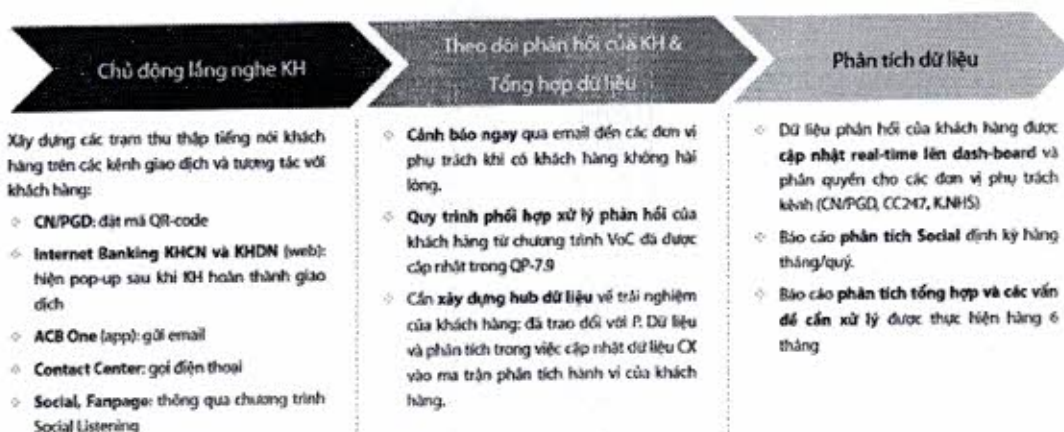 Chủ động lắng nghe KH
Theo dõi phản hồi của KH &
Tổng hợp dữ liệu
Phân tích dữ liệu
Xây dựng các trạm thu thập tiếng nói khách
hàng trên các kênh giao dịch và tương tác với
khách hàng:
CN/PGD: đặt mã QR-code
Internet Banking KHCN và KHDN (web):
hiện pop-up sau khi KH hoàn thành giao
dịch
ACB One (app): gửi email
Contact Center: gọi điện thoại
Social, Fanpage: thông qua chương trình
Social Listening
Cảnh báo ngay qua email đến các đơn vị
phụ trách khi có khách hàng không hài
lòng.
Quy trình phối hợp xử lý phản hồi của
khách hàng từ chương trình VoC đã được
cập nhật trong QP-7.9
Cần xây dựng hub dữ liệu về trải nghiệm
của khách hàng: đã trao đổi với P. Dữ liệu
và phân tích trong việc cập nhật dữ liệu CX
vào ma trận phân tích hành vi của khách
hàng.
Dữ liệu phản hồi của khách hàng được
cập nhật real-time lên dash-board và
phân quyền cho các đơn vị phụ trách
kênh (CN/PGD, CC247, K.NHS)
Báo cáo phân tích Social định kỳ hàng
tháng/quý.
Báo cáo phân tích tổng hợp và các vấn
đề cần xử lý được thực hiện hàng 6
tháng